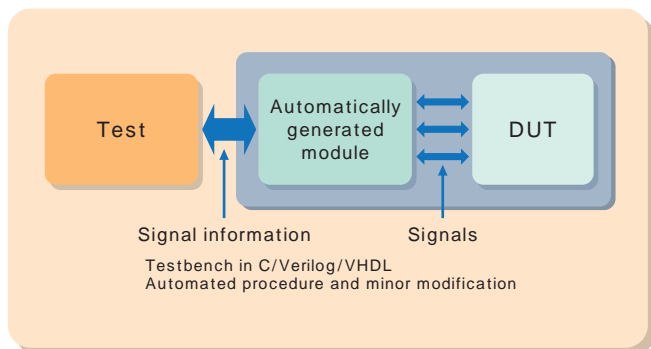 Test
Automatically
generated
module
DUT
Signal information
Signals
Testbench in C/Verilog/VHDL
Automated procedure and minor modification